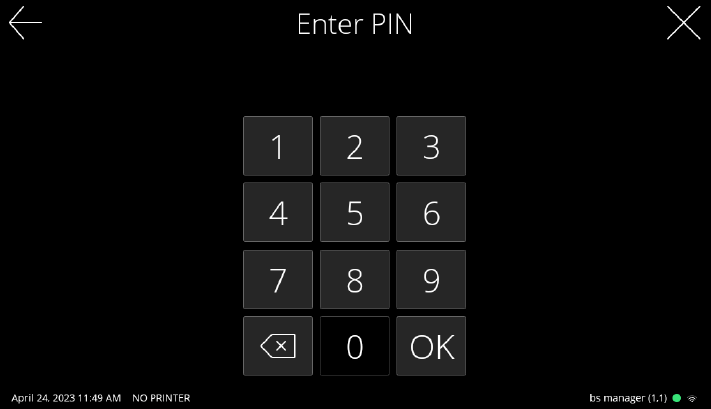 Enter PIN
1 2 3
4 5 6
7 8 9
0 OK
April 24, 2023 11:49 AM NO PRINTER bs manager (1,1)